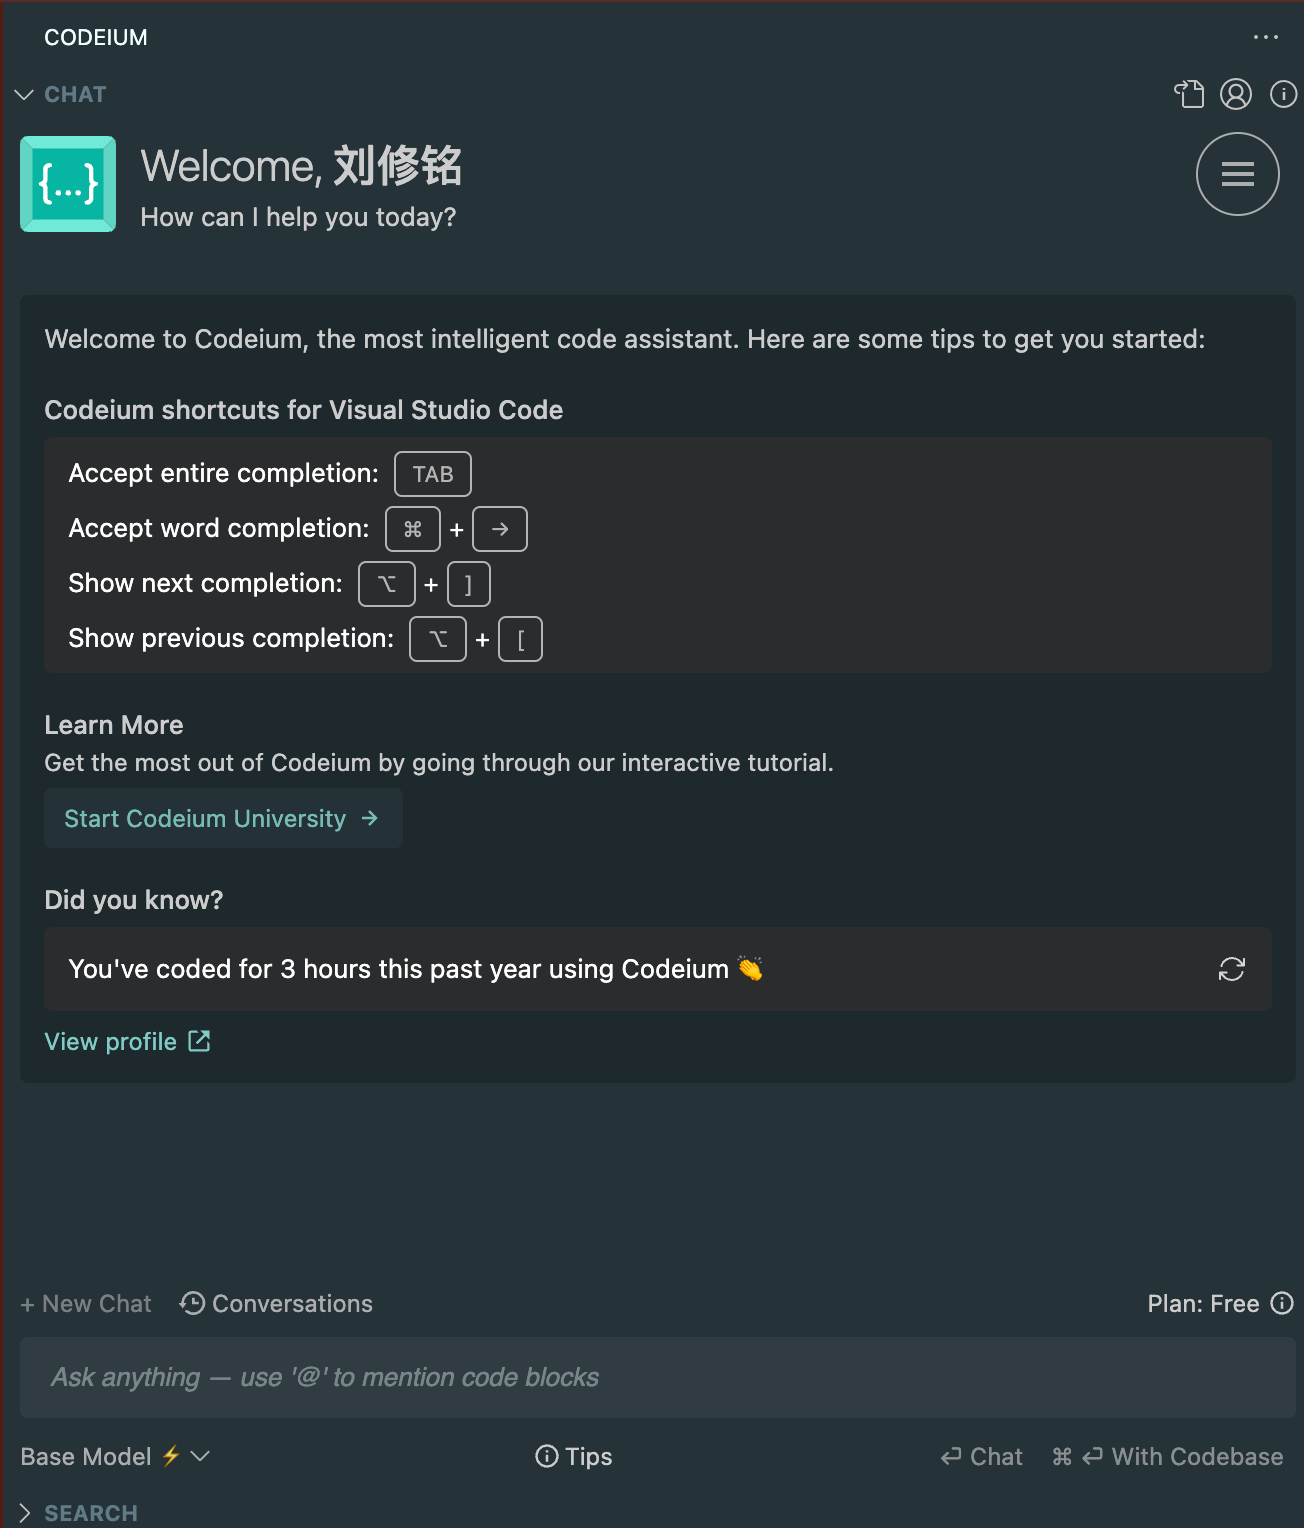 CODEIUM
CHAT
{...}
Welcome, 刘修铭
How can I help you today?
Welcome to Codeium, the most intelligent code assistant. Here are some tips to get you started:
Codeium shortcuts for Visual Studio Code
Accept entire completion: TAB
Accept word completion: ⌘ + →
Show next completion: ⌥ + ]
Show previous completion: ⌥ + [
Learn More
Get the most out of Codeium by going through our interactive tutorial.
Start Codeium University →
Did you know?
You've coded for 3 hours this past year using Codeium 👏
View profile
+ New Chat Conversations Plan: Free
Ask anything — use '@' to mention code blocks
Base Model ⚡ Tips ⏎ Chat ⌘ ⏎ With Codebase
SEARCH